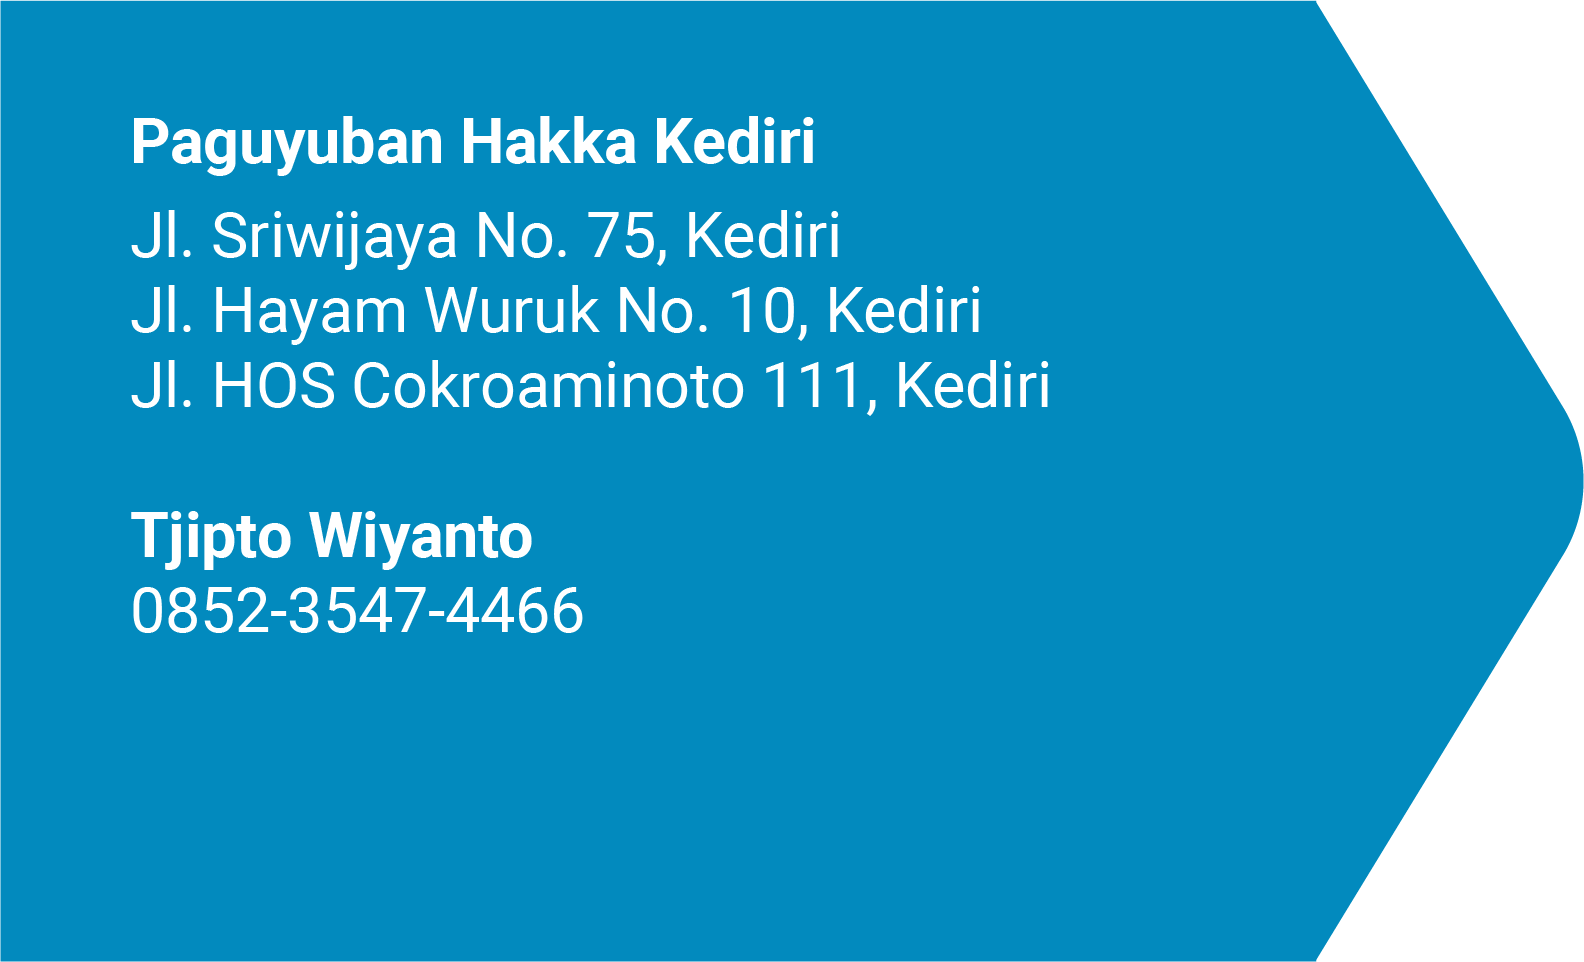 Paguyuban Hakka Kediri
Jl. Sriwijaya No. 75, Kediri
Jl. Hayam Wuruk No. 10, Kediri
Jl. HOS Cokroaminoto 111, Kediri
Tjipto Wiyanto
0852-3547-4466